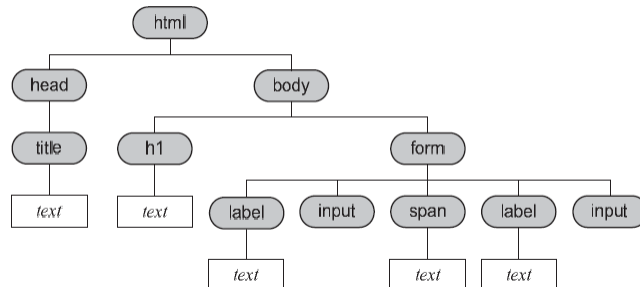 html
head body
title h1 form
text text label input span label input
text text text